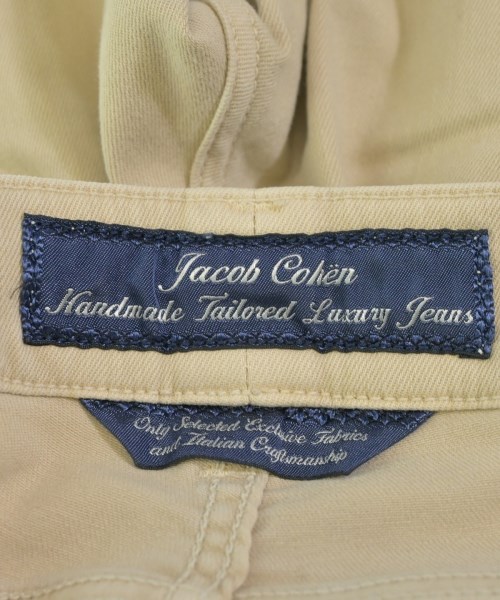 Jacob Cohën
Handmade Tailored Luxury Jeans
Only Selected Exclusive Fabrics
and Italian Craftsmanship